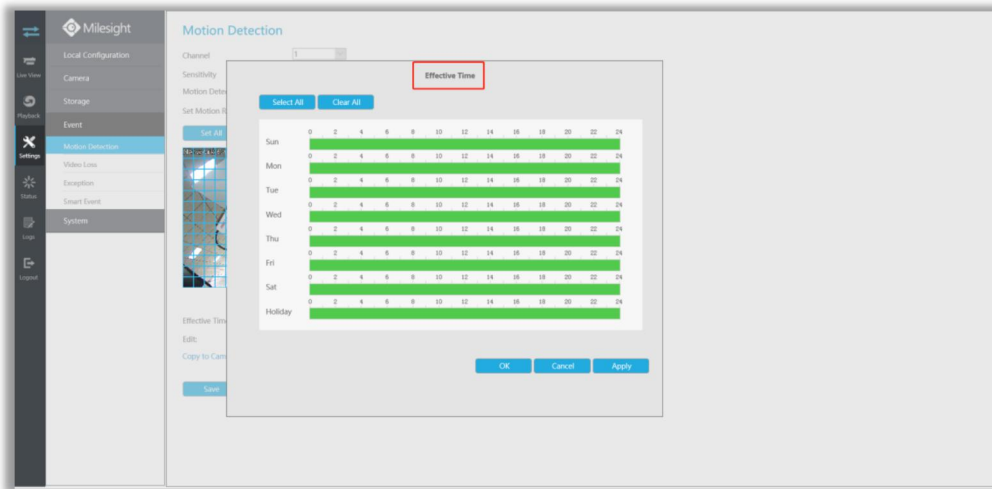 Milesight
Live View
Playback
Settings
Status
Logs
Logout
Local Configuration
Camera
Storage
Event
Motion Detection
Video Loss
Exception
Smart Event
System
Motion Detection
Channel 1
Sensitivity
Motion Detec
Set Motion R
Set All
Effective Time
Edit:
Copy to Cam
Save
Effective Time
Select All Clear All
0 2 4 6 8 10 12 14 16 18 20 22 24
Sun
0 2 4 6 8 10 12 14 16 18 20 22 24
Mon
0 2 4 6 8 10 12 14 16 18 20 22 24
Tue
0 2 4 6 8 10 12 14 16 18 20 22 24
Wed
0 2 4 6 8 10 12 14 16 18 20 22 24
Thu
0 2 4 6 8 10 12 14 16 18 20 22 24
Fri
0 2 4 6 8 10 12 14 16 18 20 22 24
Sat
0 2 4 6 8 10 12 14 16 18 20 22 24
Holiday
OK Cancel Apply